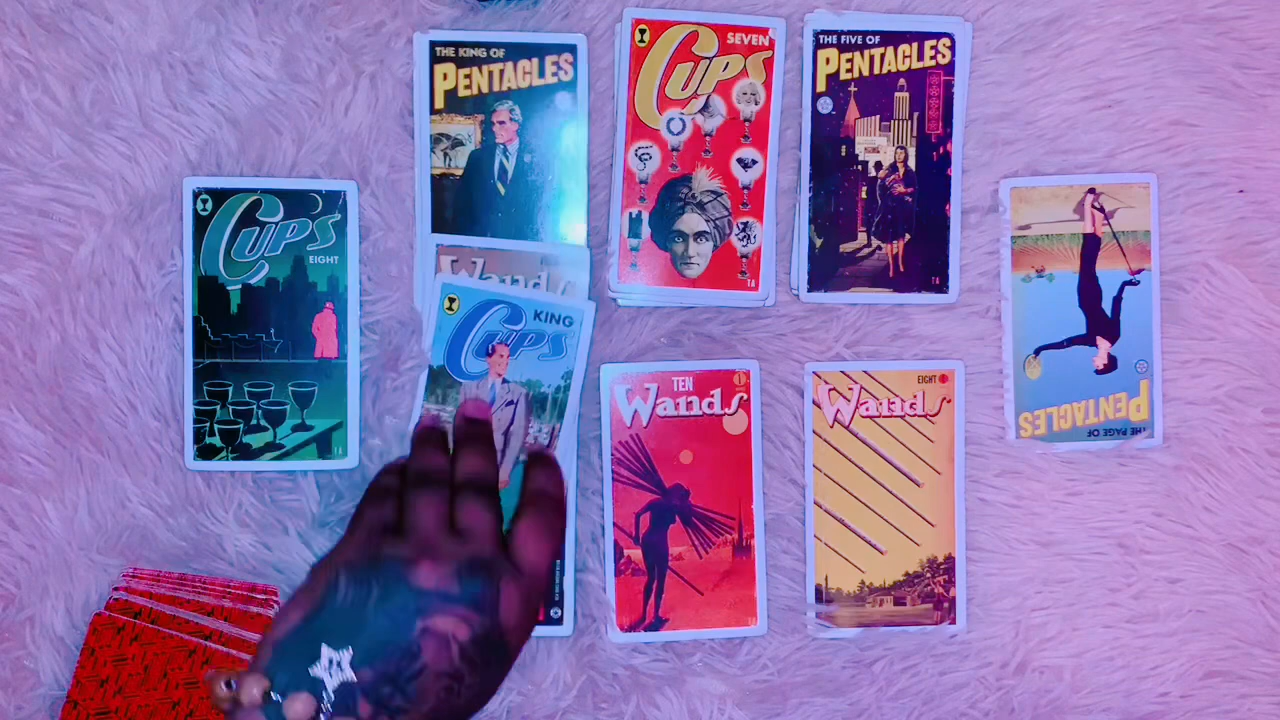 THE KING OF
PENTACLES
SEVEN
CUPS
THE FIVE OF
PENTACLES
CUPS
EIGHT
Wands
KING
CUPS
TEN
Wands
EIGHT
Wands
THE PAGE OF
PENTACLES